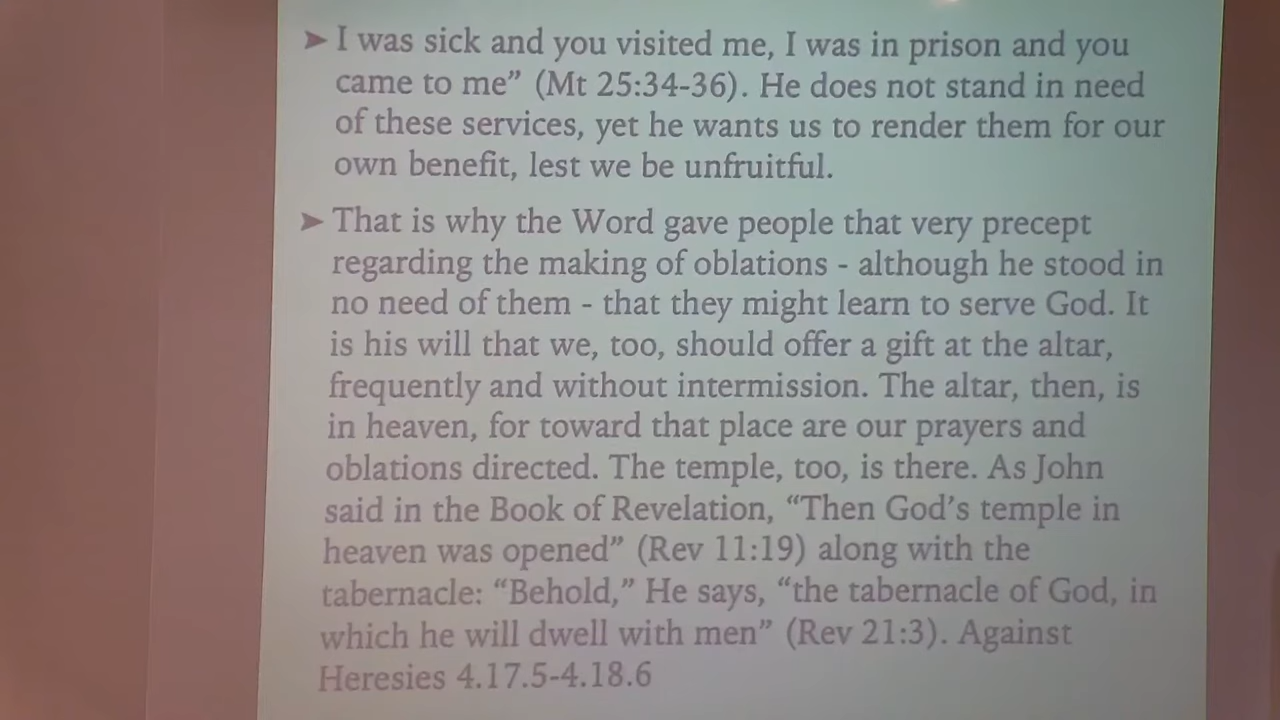 ➤ I was sick and you visited me, I was in prison and you
came to me” (Mt 25:34-36). He does not stand in need
of these services, yet he wants us to render them for our
own benefit, lest we be unfruitful.
➤ That is why the Word gave people that very precept
regarding the making of oblations - although he stood in
no need of them - that they might learn to serve God. It
is his will that we, too, should offer a gift at the altar,
frequently and without intermission. The altar, then, is
in heaven, for toward that place are our prayers and
oblations directed. The temple, too, is there. As John
said in the Book of Revelation, “Then God’s temple in
heaven was opened” (Rev 11:19) along with the
tabernacle: “Behold,” He says, “the tabernacle of God, in
which he will dwell with men” (Rev 21:3). Against
Heresies 4.17.5-4.18.6